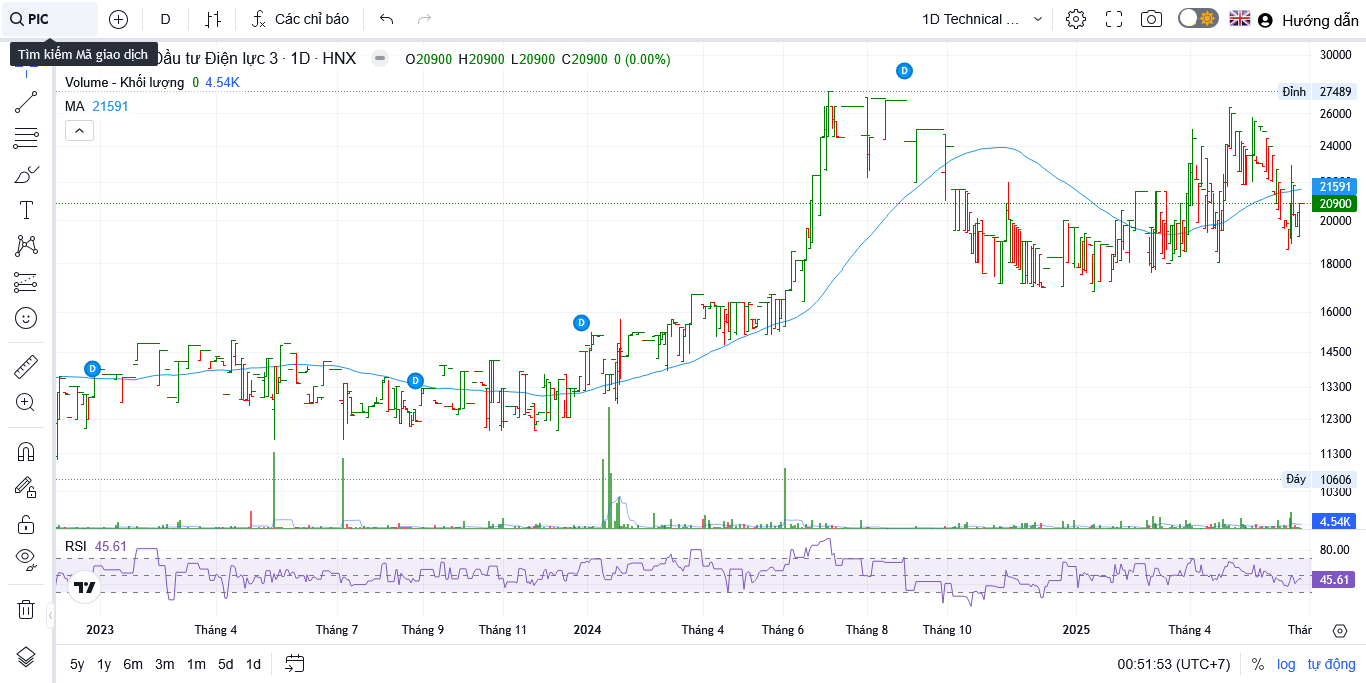 PIC
D
Các chỉ báo
1D Technical ...
Hướng dẫn
Tìm kiếm Mã giao dịch
Đầu tư Điện lực 3 · 1D · HNX
O20900 H20900 L20900 C20900 0 (0.00%)
Volume - Khối lượng 0 4.54K
MA 21591
D
D
D
D
30000
Đỉnh 27489
26000
24000
21591
20900
20000
18000
16000
14500
13300
12300
11300
Đáy 10606
10300
4.54K
RSI 45.61
80.00
45.61
2023
Tháng 4
Tháng 7
Tháng 9
Tháng 11
2024
Tháng 4
Tháng 6
Tháng 8
Tháng 10
2025
Tháng 4
Thár
5y 1y 6m 3m 1m 5d 1d
00:51:53 (UTC+7)
% log tự động